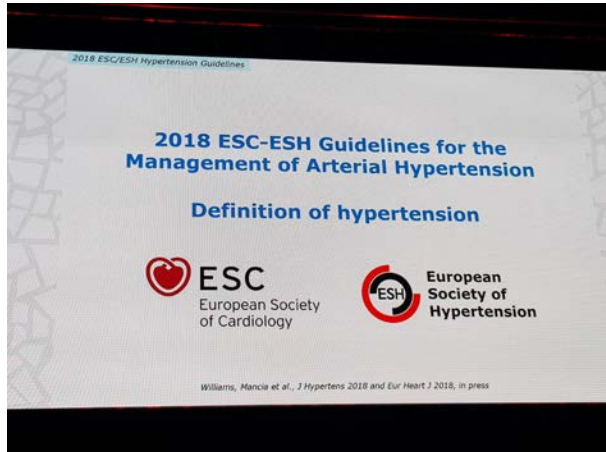 2018 ESC/ESH Hypertension Guidelines
2018 ESC-ESH Guidelines for the
Management of Arterial Hypertension
Definition of hypertension
ESC
European Society
of Cardiology
ESH
European
Society of
Hypertension
Williams, Mancia et al., J Hypertens 2018 and Eur Heart J 2018, in press